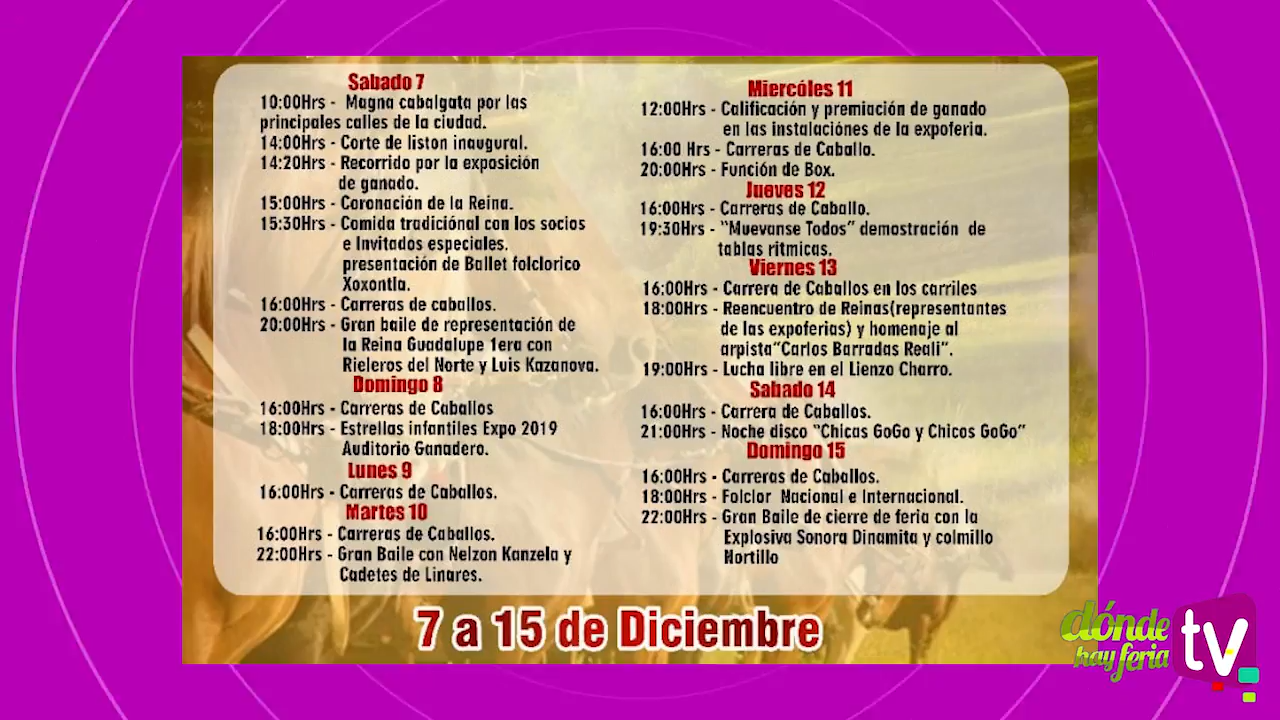 Sabado 7
10:00Hrs - Magna cabalgata por las
principales calles de la ciudad.
14:00Hrs - Corte de liston inaugural.
14:20Hrs - Recorrido por la exposición
de ganado.
15:00Hrs - Coronación de la Reina.
15:30Hrs - Comida tradiciónal con los socios
e Invitados especiales.
presentación de Ballet folclorico
Xoxontla.
16:00Hrs - Carreras de caballos.
20:00Hrs - Gran baile de representación de
la Reina Guadalupe 1era con
Rieleros del Norte y Luis Kazanova.
Domingo 8
16:00Hrs - Carreras de Caballos
18:00Hrs - Estrellas infantiles Expo 2019
Auditorio Ganadero.
Lunes 9
16:00Hrs - Carreras de Caballos.
Martes 10
16:00Hrs - Carreras de Caballos.
22:00Hrs - Gran Baile con Nelzon Kanzela y
Cadetes de Linares.
Miercóles 11
12:00Hrs - Calificación y premiación de ganado
en las instalaciónes de la expoferia.
16:00 Hrs - Carreras de Caballo.
20:00Hrs - Función de Box.
Jueves 12
16:00Hrs - Carreras de Caballo.
19:30Hrs - "Muevanse Todos" demostración de
tablas ritmicas.
Viernes 13
16:00Hrs - Carrera de Caballos en los carriles
18:00Hrs - Reencuentro de Reinas(representantes
de las expoferias) y homenaje al
arpista"Carlos Barradas Reali".
19:00Hrs - Lucha libre en el Lienzo Charro.
Sabado 14
16:00Hrs - Carrera de Caballos.
21:00Hrs - Noche disco "Chicas GoGo y Chicos GoGo"
Domingo 15
16:00Hrs - Carreras de Caballos.
18:00Hrs - Folclor Nacional e Internacional.
22:00Hrs - Gran Baile de cierre de feria con la
Explosiva Sonora Dinamita y colmillo
Nortillo
7 a 15 de Diciembre
dónde
hay feria
tv